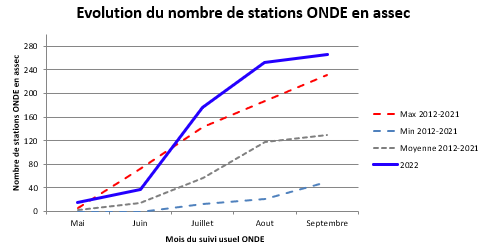 Evolution du nombre de stations ONDE en assec
Nombre de stations ONDE en assec
280
240
200
160
120
80
40
0
Mai Juin Juillet Aout Septembre
Mois du suivi usuel ONDE
Max 2012-2021
Min 2012-2021
Moyenne 2012-2021
2022